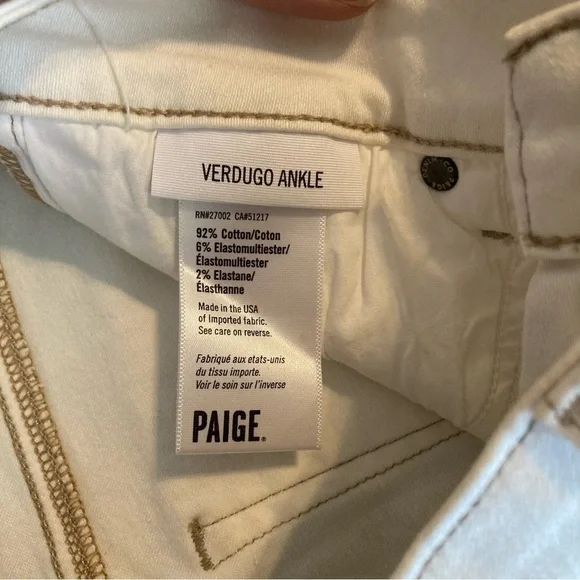 VERDUGO ANKLE
RN#27002 CA#51217
92% Cotton/Coton
6% Elastomultiester/
Élastomultiester
2% Elastane/
Élasthanne
Made in the USA
of Imported fabric.
See care on reverse.
Fabriqué aux etats-unis
du tissu importe.
Voir le soin sur l'inverse
PAIGE.